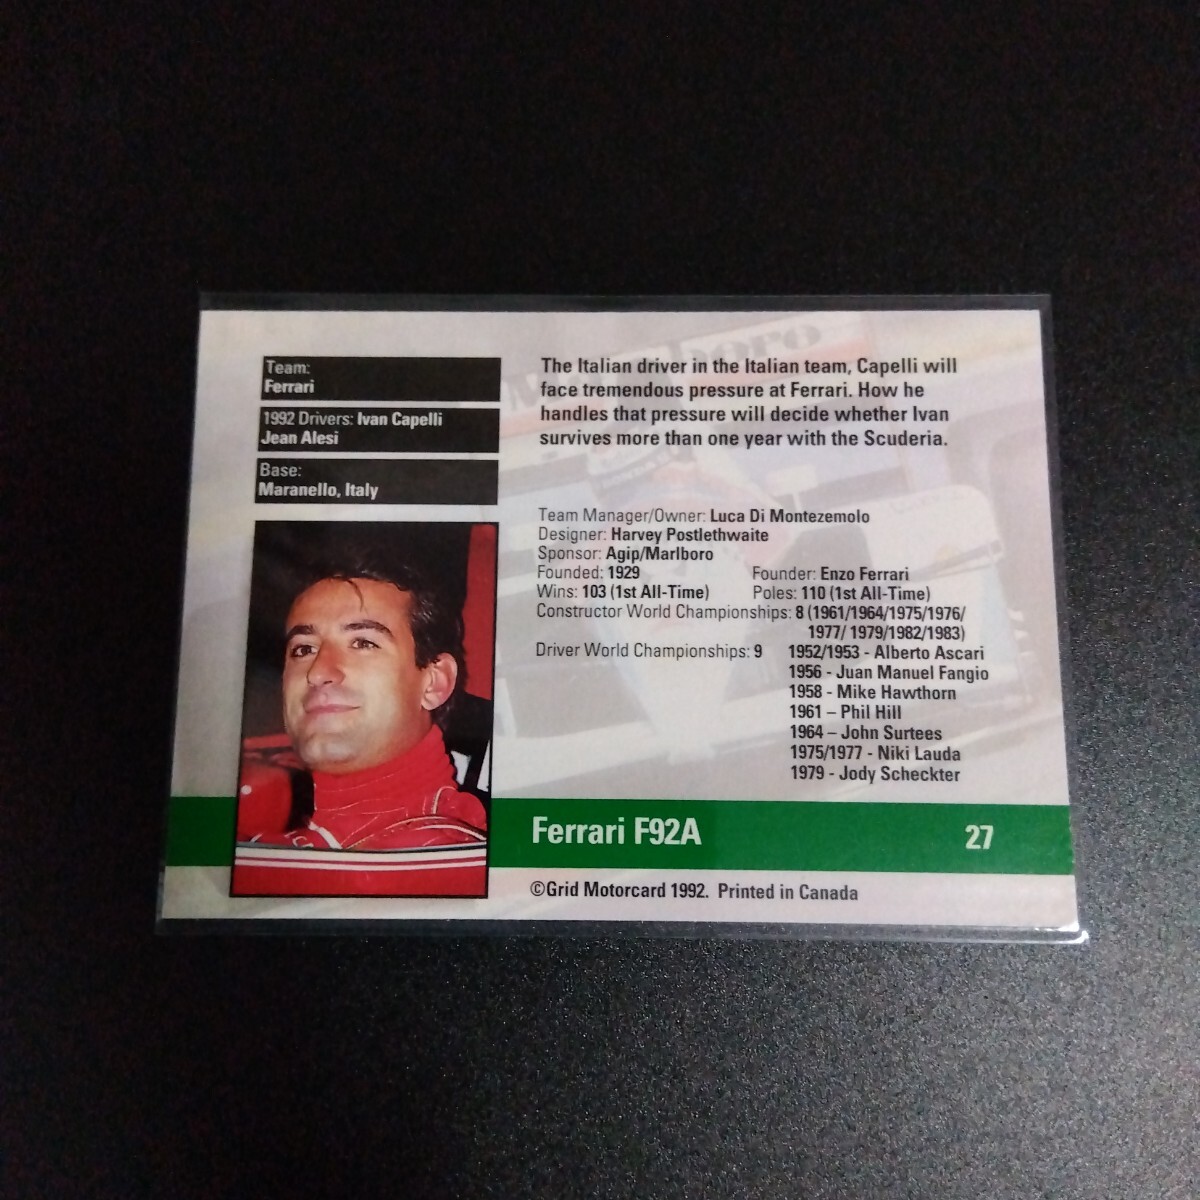 Team:
Ferrari
1992 Drivers: Ivan Capelli
Jean Alesi
Base:
Maranello, Italy
The Italian driver in the Italian team, Capelli will
face tremendous pressure at Ferrari. How he
handles that pressure will decide whether Ivan
survives more than one year with the Scuderia.
Team Manager/Owner: Luca Di Montezemolo
Designer: Harvey Postlethwaite
Sponsor: Agip/Marlboro
Founded: 1929 Founder: Enzo Ferrari
Wins: 103 (1st All-Time) Poles: 110 (1st All-Time)
Constructor World Championships: 8 (1961/1964/1975/1976/
1977/ 1979/1982/1983)
Driver World Championships: 9 1952/1953 - Alberto Ascari
1956 - Juan Manuel Fangio
1958 - Mike Hawthorn
1961 – Phil Hill
1964 – John Surtees
1975/1977 - Niki Lauda
1979 - Jody Scheckter
Ferrari F92A 27
©Grid Motorcard 1992. Printed in Canada